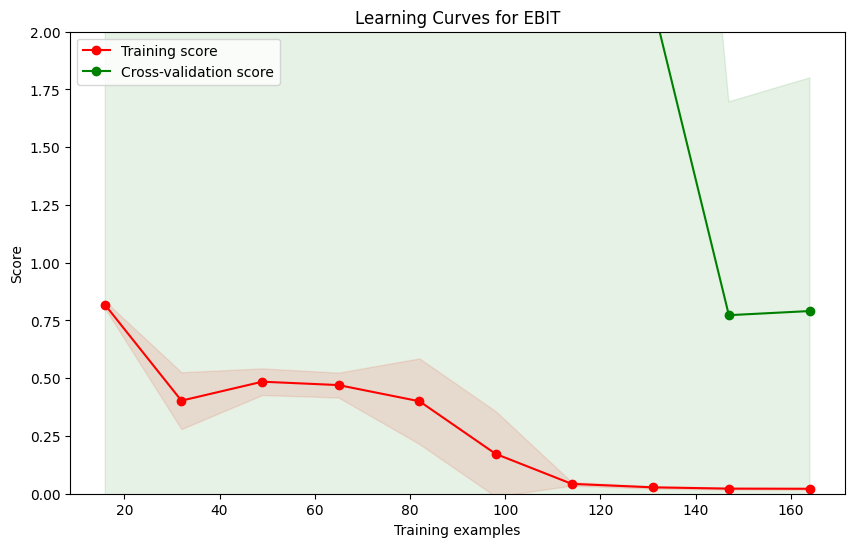 Learning Curves for EBIT
Training score
Cross-validation score
Score
2.00
1.75
1.50
1.25
1.00
0.75
0.50
0.25
0.00
20 40 60 80 100 120 140 160
Training examples